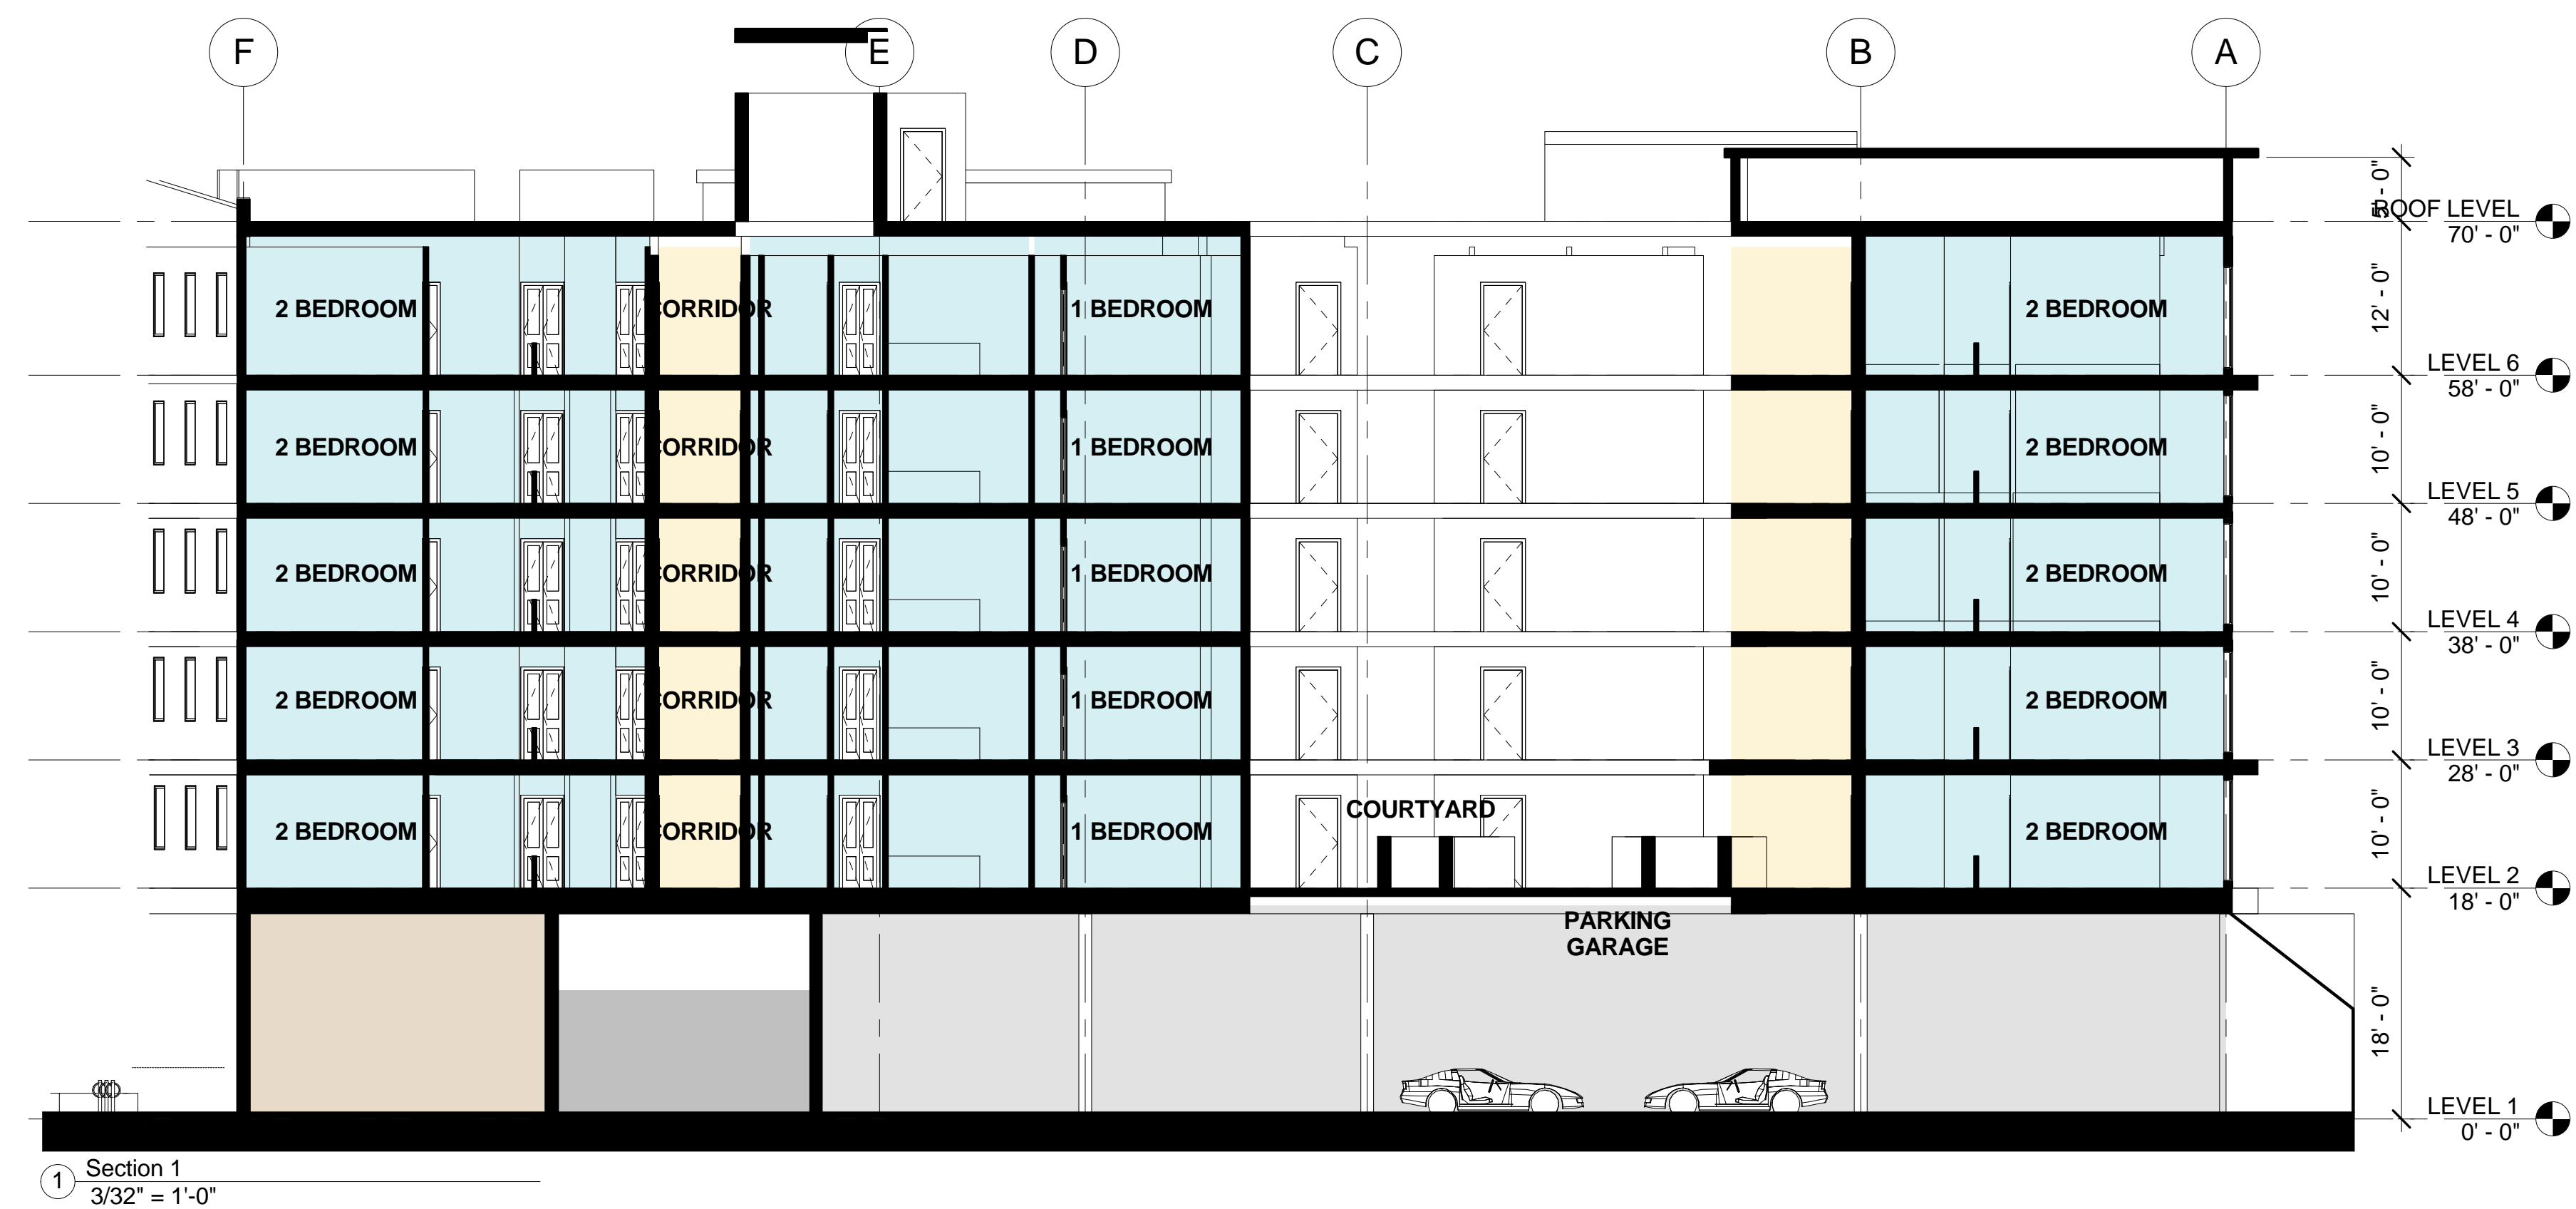 F E D C B A
5' - 0"
ROOF LEVEL
70' - 0"
2 BEDROOM CORRIDOR 1 BEDROOM 2 BEDROOM
12' - 0"
LEVEL 6
58' - 0"
2 BEDROOM CORRIDOR 1 BEDROOM 2 BEDROOM
10' - 0"
LEVEL 5
48' - 0"
2 BEDROOM CORRIDOR 1 BEDROOM 2 BEDROOM
10' - 0"
LEVEL 4
38' - 0"
2 BEDROOM CORRIDOR 1 BEDROOM 2 BEDROOM
10' - 0"
LEVEL 3
28' - 0"
COURTYARD
2 BEDROOM CORRIDOR 1 BEDROOM 2 BEDROOM
10' - 0"
LEVEL 2
18' - 0"
PARKING
GARAGE
18' - 0"
LEVEL 1
0' - 0"
1 Section 1
3/32" = 1'-0"